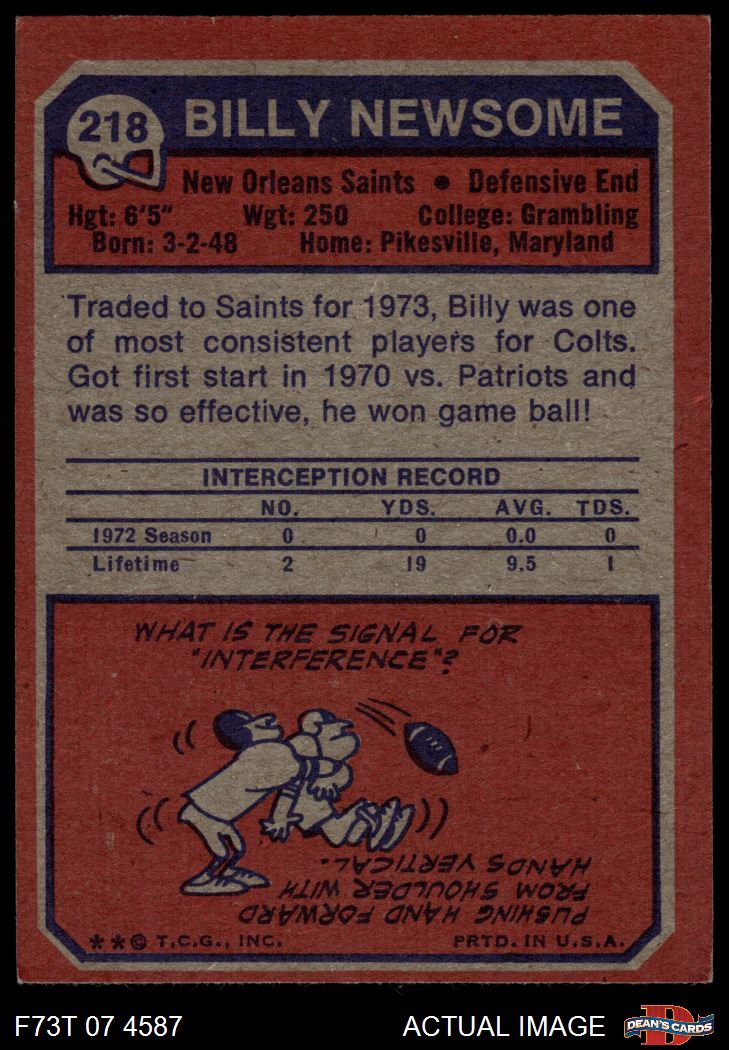 218 BILLY NEWSOME
New Orleans Saints • Defensive End
Hgt: 6'5" Wgt: 250 College: Grambling
Born: 3-2-48 Home: Pikesville, Maryland
Traded to Saints for 1973, Billy was one
of most consistent players for Colts.
Got first start in 1970 vs. Patriots and
was so effective, he won game ball!
INTERCEPTION RECORD
NO. YDS. AVG. TDS.
1972 Season 0 0 0.0 0
Lifetime 2 19 9.5 1
WHAT IS THE SIGNAL FOR
"INTERFERENCE"?
PUSHING HAND FORWARD
FROM SHOULDER WITH
HANDS VERTICAL.
**© T.C.G., INC. PRTD. IN U.S.A.
F73T 07 4587 ACTUAL IMAGE D DEAN'S CARDS